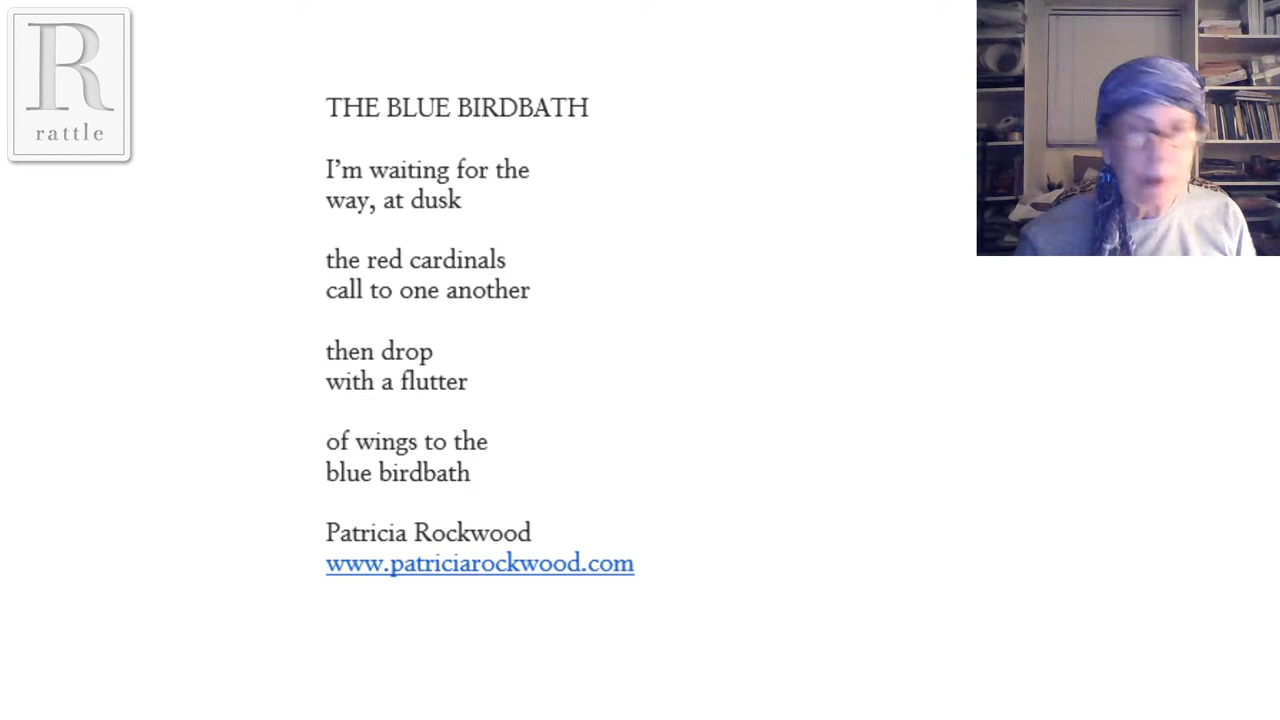 R
rattle
THE BLUE BIRDBATH
I’m waiting for the
way, at dusk
the red cardinals
call to one another
then drop
with a flutter
of wings to the
blue birdbath
Patricia Rockwood
www.patriciarockwood.com